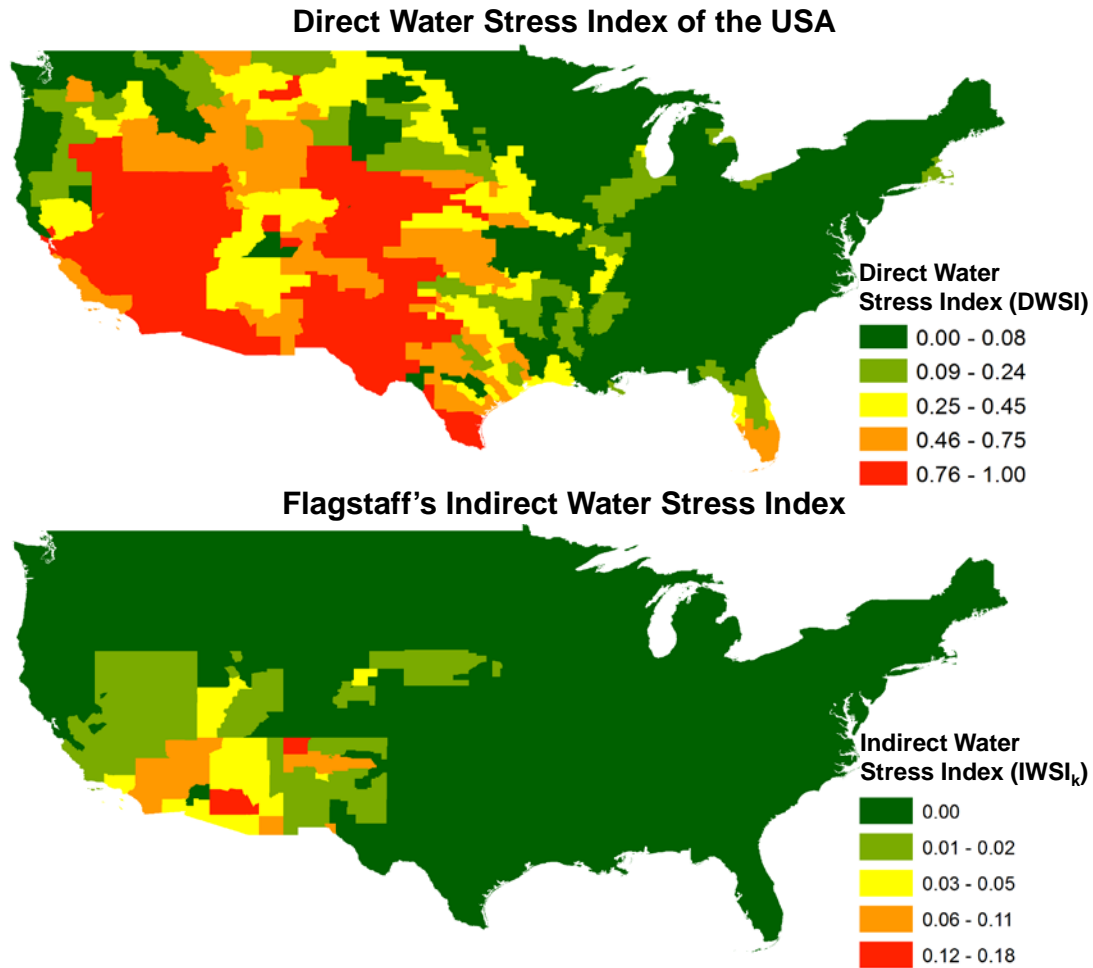 Direct Water Stress Index of the USA
Direct Water
Stress Index (DWSI)
0.00 - 0.08
0.09 - 0.24
0.25 - 0.45
0.46 - 0.75
0.76 - 1.00
Flagstaff's Indirect Water Stress Index
Indirect Water
Stress Index (IWSIk)
0.00
0.01 - 0.02
0.03 - 0.05
0.06 - 0.11
0.12 - 0.18